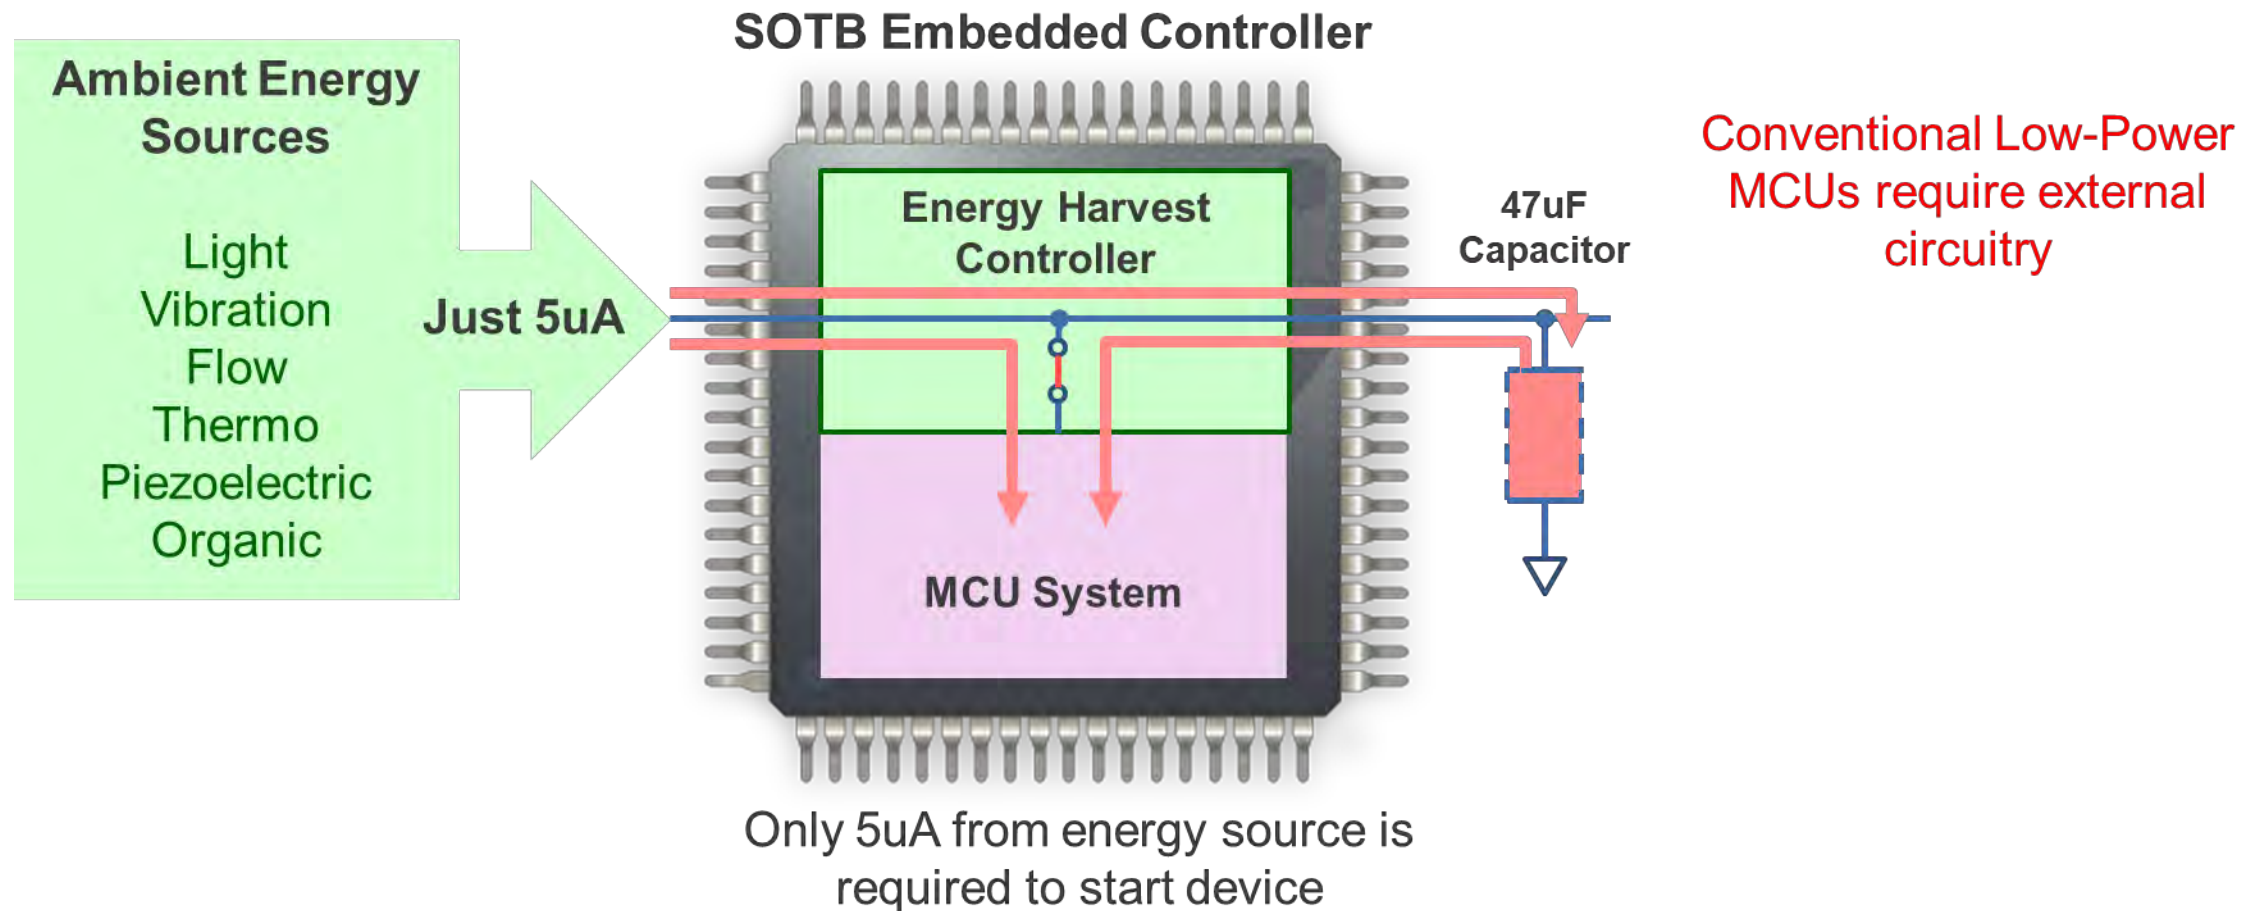 SOTB Embedded Controller
Ambient Energy
Sources
Light
Vibration
Flow
Thermo
Piezoelectric
Organic
Just 5uA
Energy Harvest
Controller
MCU System
47uF
Capacitor
Conventional Low-Power
MCUs require external
circuitry
Only 5uA from energy source is
required to start device